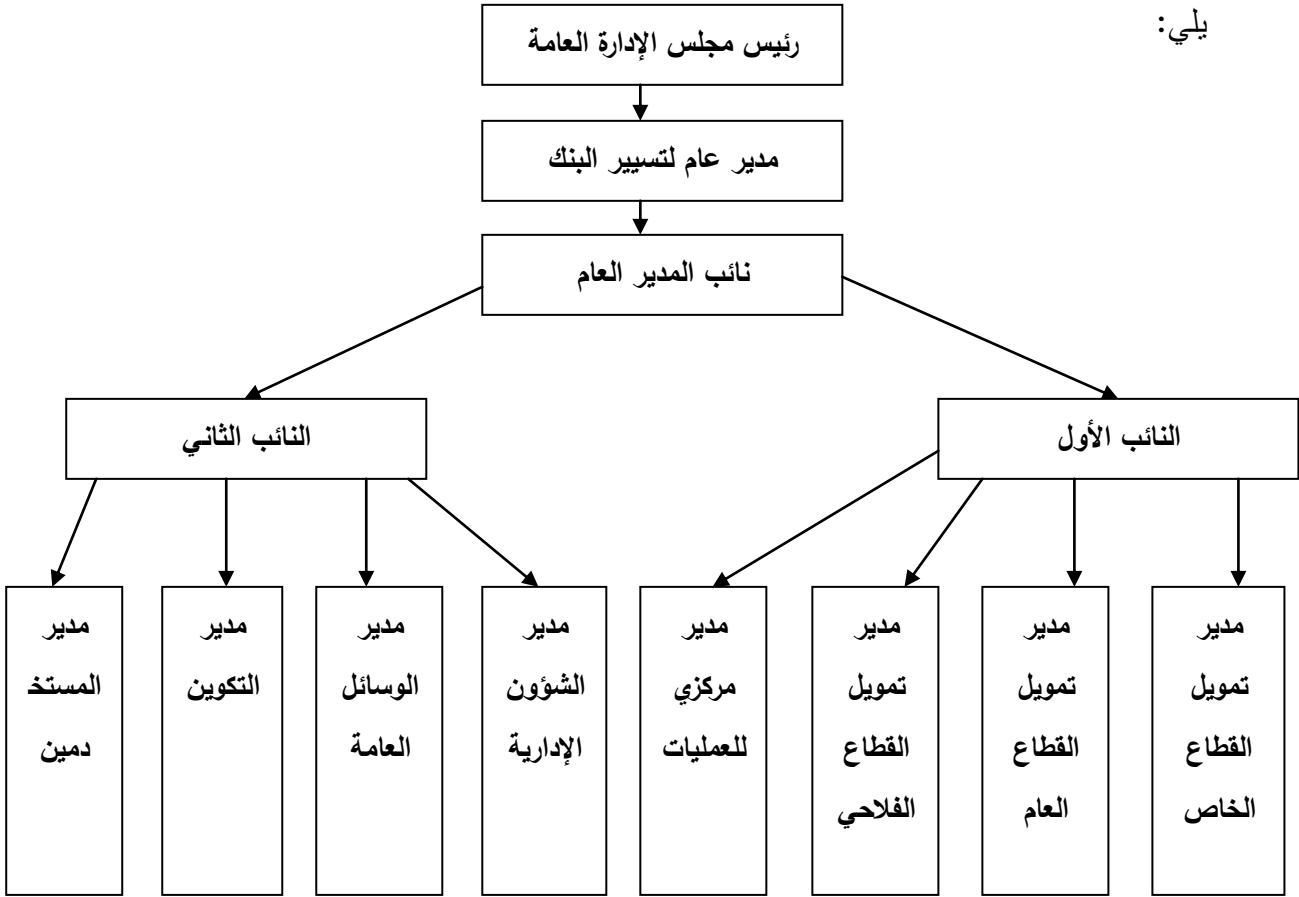 يلي:
رئيس مجلس الإدارة العامة
مدير عام لتسيير البنك
نائب المدير العام
النائب الأول
النائب الثاني
مدير
تمويل
القطاع
الخاص
مدير
تمويل
القطاع
العام
مدير
تمويل
القطاع
الفلاحي
مدير
مركزي
للعمليات
مدير
الشؤون
الإدارية
مدير
الوسائل
العامة
مدير
التكوين
مدير
المستخ
دمين